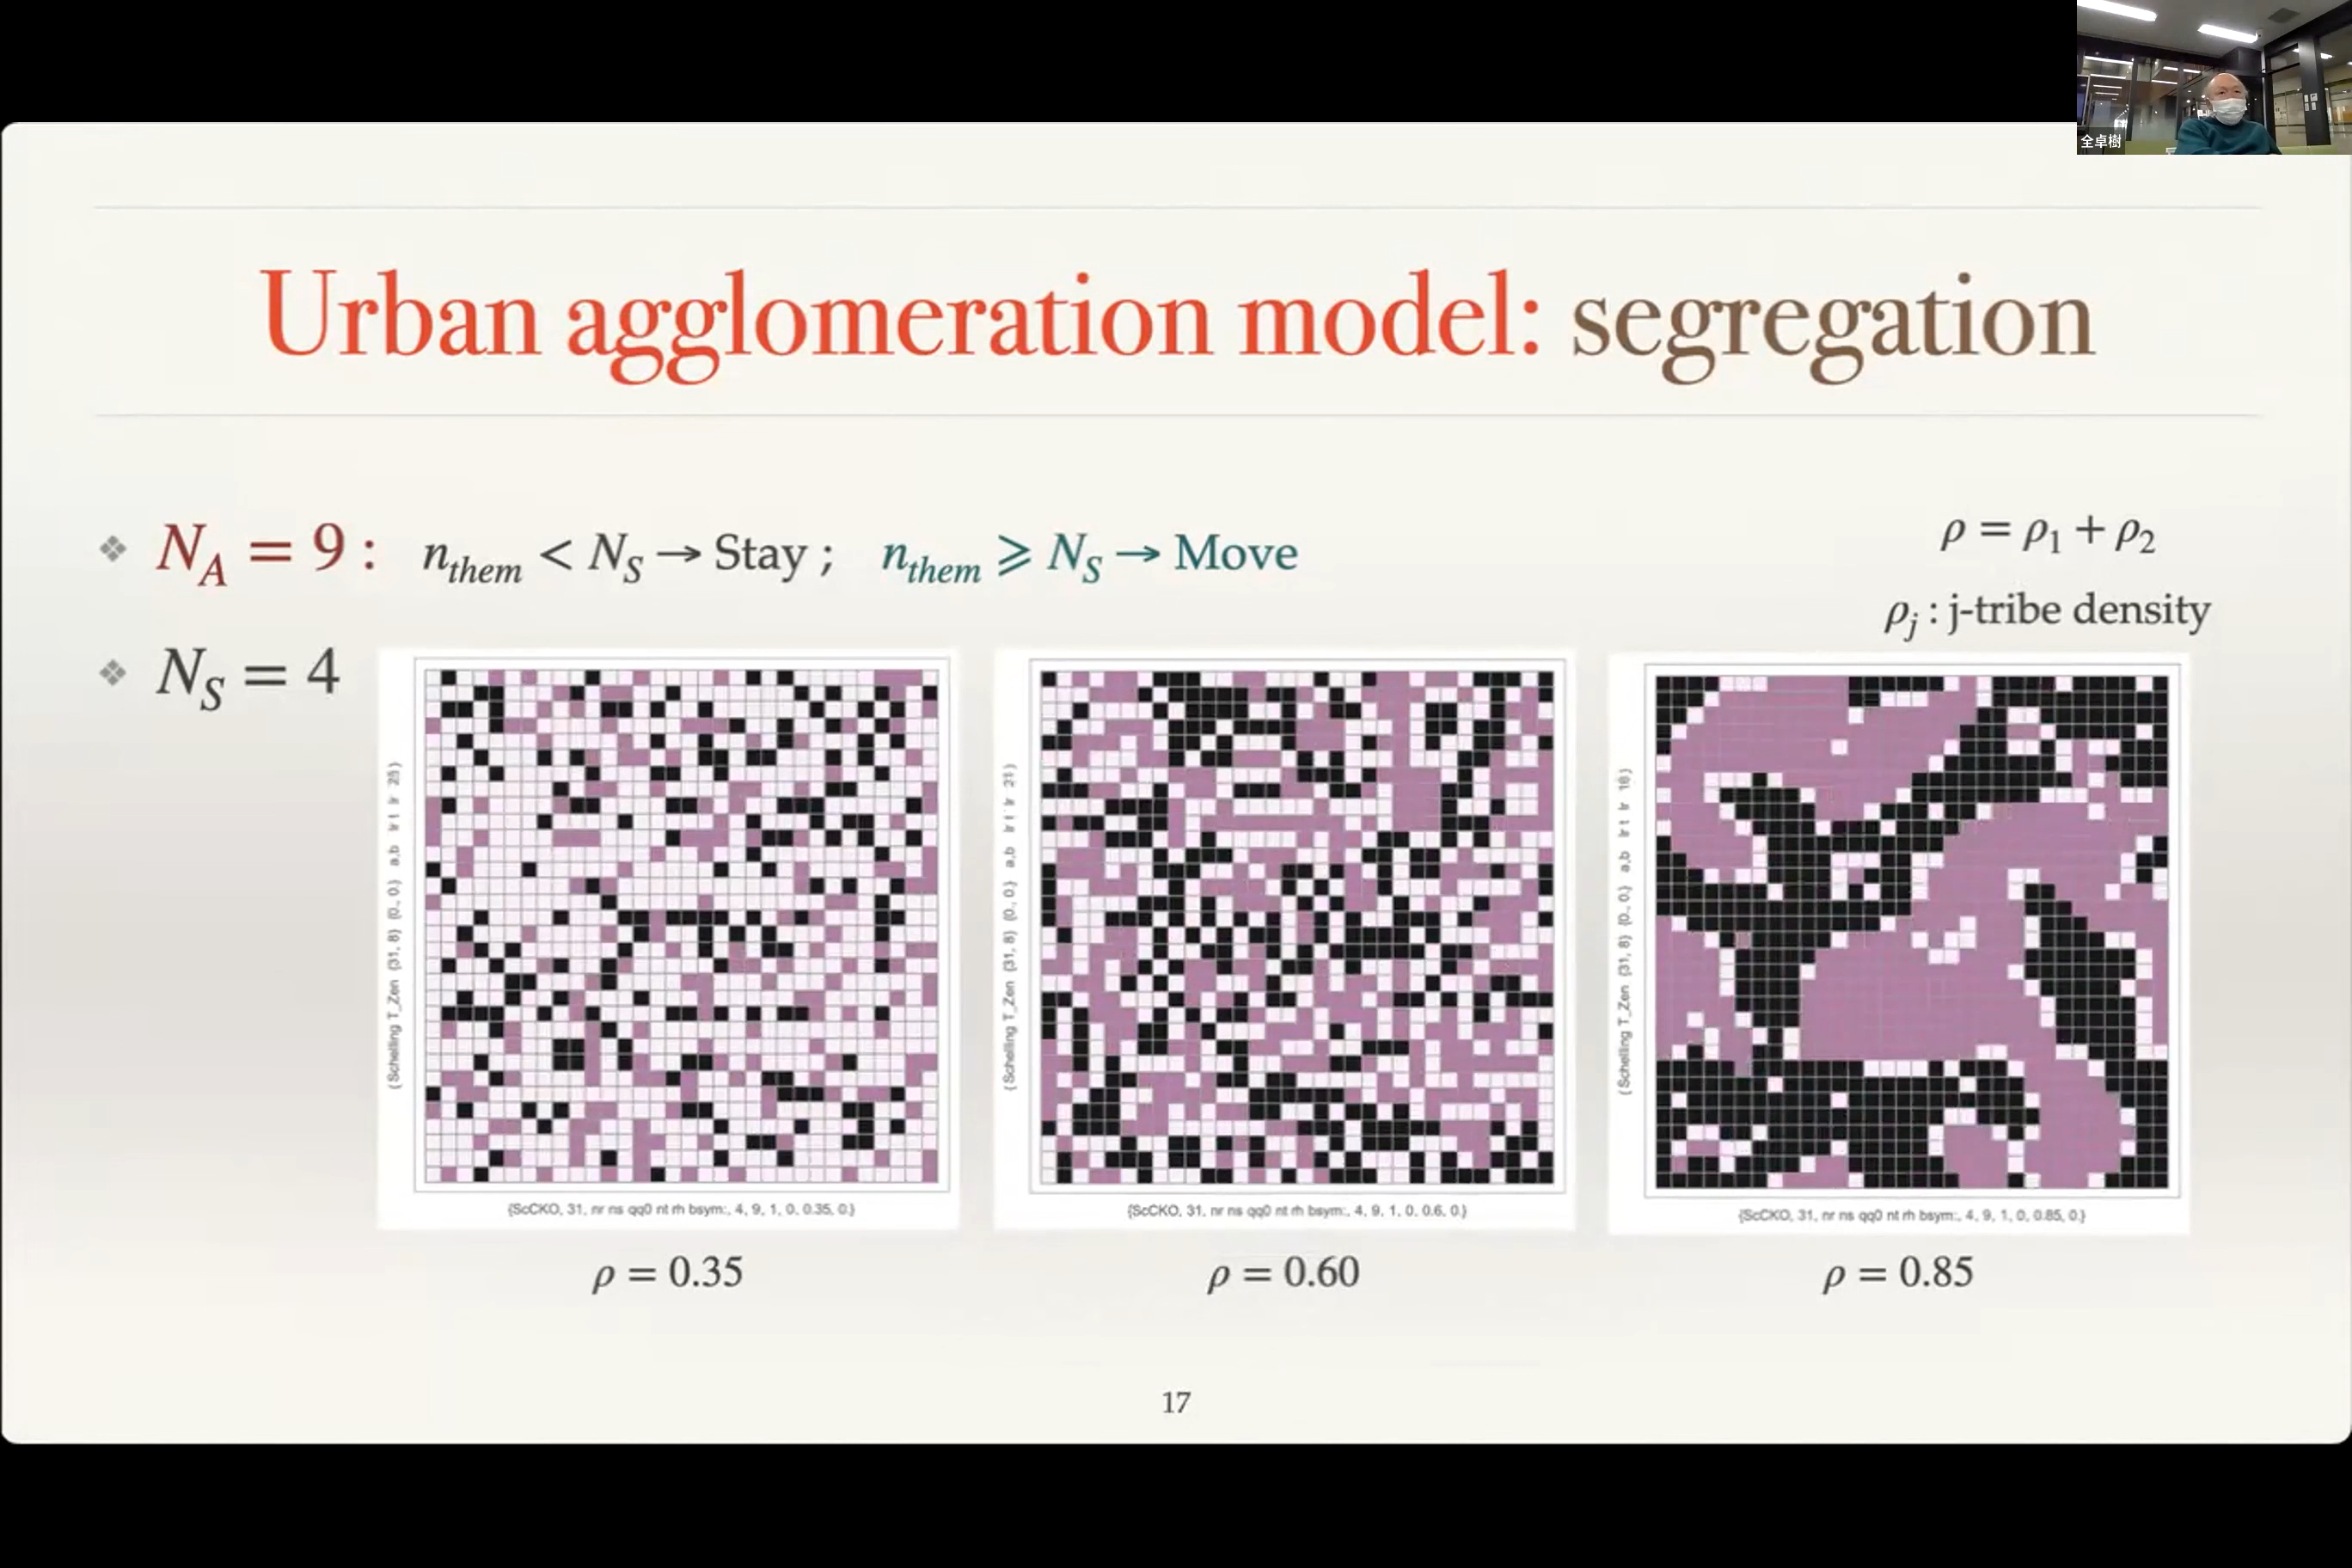 全卓樹
Urban agglomeration model: segregation
❖ N_A = 9 : n_them < N_S → Stay ; n_them ⩾ N_S → Move
ρ = ρ₁ + ρ₂
ρ_j : j-tribe density
❖ N_S = 4
{ScCKO, 31, nr ns qq0 nt rh bsym:, 4, 9, 1, 0, 0.35, 0.}
{ScCKO, 31, nr ns qq0 nt rh bsym:, 4, 9, 1, 0, 0.6, 0.}
{ScCKO, 31, nr ns qq0 nt rh bsym:, 4, 9, 1, 0, 0.85, 0.}
ρ = 0.35
ρ = 0.60
ρ = 0.85
17